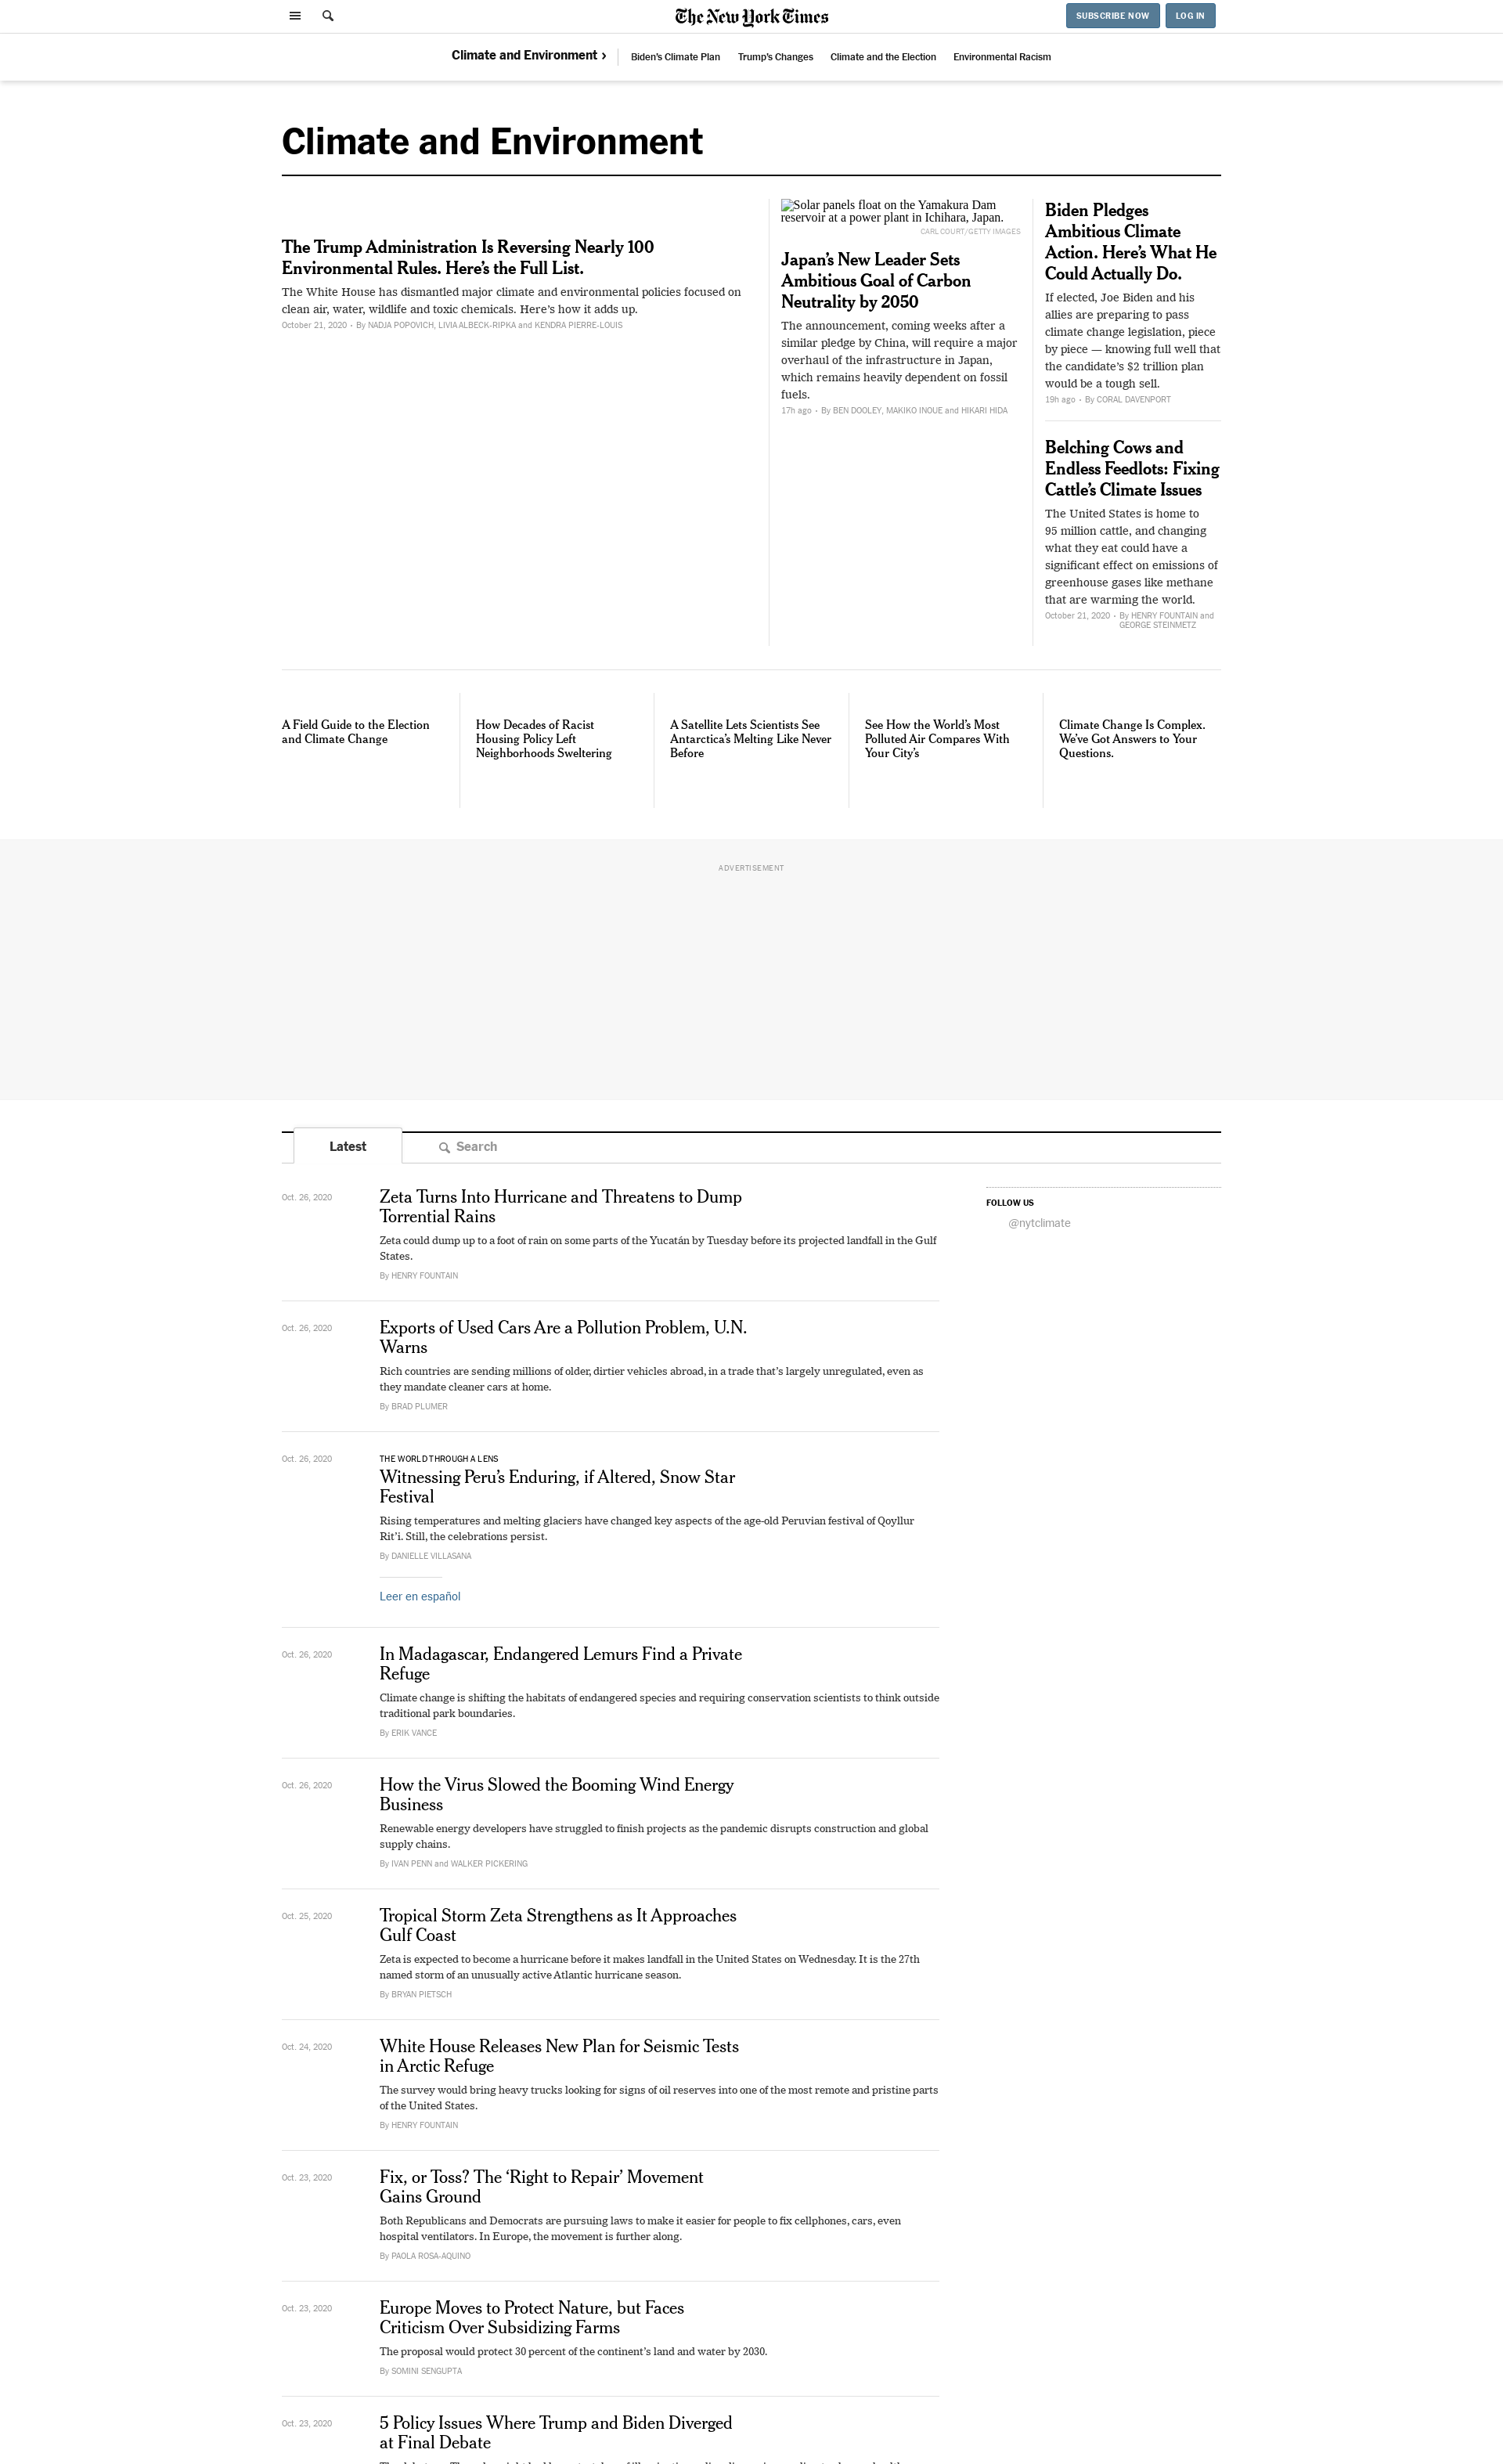 The New York Times
SUBSCRIBE NOW
LOG IN
Climate and Environment ›
Biden's Climate Plan
Trump's Changes
Climate and the Election
Environmental Racism
Climate and Environment
The Trump Administration Is Reversing Nearly 100
Environmental Rules. Here's the Full List.
The White House has dismantled major climate and environmental policies focused on
clean air, water, wildlife and toxic chemicals. Here's how it adds up.
October 21, 2020 • By NADJA POPOVICH, LIVIA ALBECK-RIPKA and KENDRA PIERRE-LOUIS
Solar panels float on the Yamakura Dam
reservoir at a power plant in Ichihara, Japan.
CARL COURT/GETTY IMAGES
Japan's New Leader Sets
Ambitious Goal of Carbon
Neutrality by 2050
The announcement, coming weeks after a
similar pledge by China, will require a major
overhaul of the infrastructure in Japan,
which remains heavily dependent on fossil
fuels.
17h ago • By BEN DOOLEY, MAKIKO INOUE and HIKARI HIDA
Biden Pledges
Ambitious Climate
Action. Here's What He
Could Actually Do.
If elected, Joe Biden and his
allies are preparing to pass
climate change legislation, piece
by piece — knowing full well that
the candidate's $2 trillion plan
would be a tough sell.
19h ago • By CORAL DAVENPORT
Belching Cows and
Endless Feedlots: Fixing
Cattle's Climate Issues
The United States is home to
95 million cattle, and changing
what they eat could have a
significant effect on emissions of
greenhouse gases like methane
that are warming the world.
October 21, 2020 • By HENRY FOUNTAIN and
GEORGE STEINMETZ
A Field Guide to the Election
and Climate Change
How Decades of Racist
Housing Policy Left
Neighborhoods Sweltering
A Satellite Lets Scientists See
Antarctica's Melting Like Never
Before
See How the World's Most
Polluted Air Compares With
Your City's
Climate Change Is Complex.
We've Got Answers to Your
Questions.
ADVERTISEMENT
Latest
Search
Oct. 26, 2020
Zeta Turns Into Hurricane and Threatens to Dump
Torrential Rains
Zeta could dump up to a foot of rain on some parts of the Yucatán by Tuesday before its projected landfall in the Gulf
States.
By HENRY FOUNTAIN
FOLLOW US
@nytclimate
Oct. 26, 2020
Exports of Used Cars Are a Pollution Problem, U.N.
Warns
Rich countries are sending millions of older, dirtier vehicles abroad, in a trade that's largely unregulated, even as
they mandate cleaner cars at home.
By BRAD PLUMER
Oct. 26, 2020
THE WORLD THROUGH A LENS
Witnessing Peru's Enduring, if Altered, Snow Star
Festival
Rising temperatures and melting glaciers have changed key aspects of the age-old Peruvian festival of Qoyllur
Rit'i. Still, the celebrations persist.
By DANIELLE VILLASANA
Leer en español
Oct. 26, 2020
In Madagascar, Endangered Lemurs Find a Private
Refuge
Climate change is shifting the habitats of endangered species and requiring conservation scientists to think outside
traditional park boundaries.
By ERIK VANCE
Oct. 26, 2020
How the Virus Slowed the Booming Wind Energy
Business
Renewable energy developers have struggled to finish projects as the pandemic disrupts construction and global
supply chains.
By IVAN PENN and WALKER PICKERING
Oct. 25, 2020
Tropical Storm Zeta Strengthens as It Approaches
Gulf Coast
Zeta is expected to become a hurricane before it makes landfall in the United States on Wednesday. It is the 27th
named storm of an unusually active Atlantic hurricane season.
By BRYAN PIETSCH
Oct. 24, 2020
White House Releases New Plan for Seismic Tests
in Arctic Refuge
The survey would bring heavy trucks looking for signs of oil reserves into one of the most remote and pristine parts
of the United States.
By HENRY FOUNTAIN
Oct. 23, 2020
Fix, or Toss? The ‘Right to Repair’ Movement
Gains Ground
Both Republicans and Democrats are pursuing laws to make it easier for people to fix cellphones, cars, even
hospital ventilators. In Europe, the movement is further along.
By PAOLA ROSA-AQUINO
Oct. 23, 2020
Europe Moves to Protect Nature, but Faces
Criticism Over Subsidizing Farms
The proposal would protect 30 percent of the continent's land and water by 2030.
By SOMINI SENGUPTA
Oct. 23, 2020
5 Policy Issues Where Trump and Biden Diverged
at Final Debate